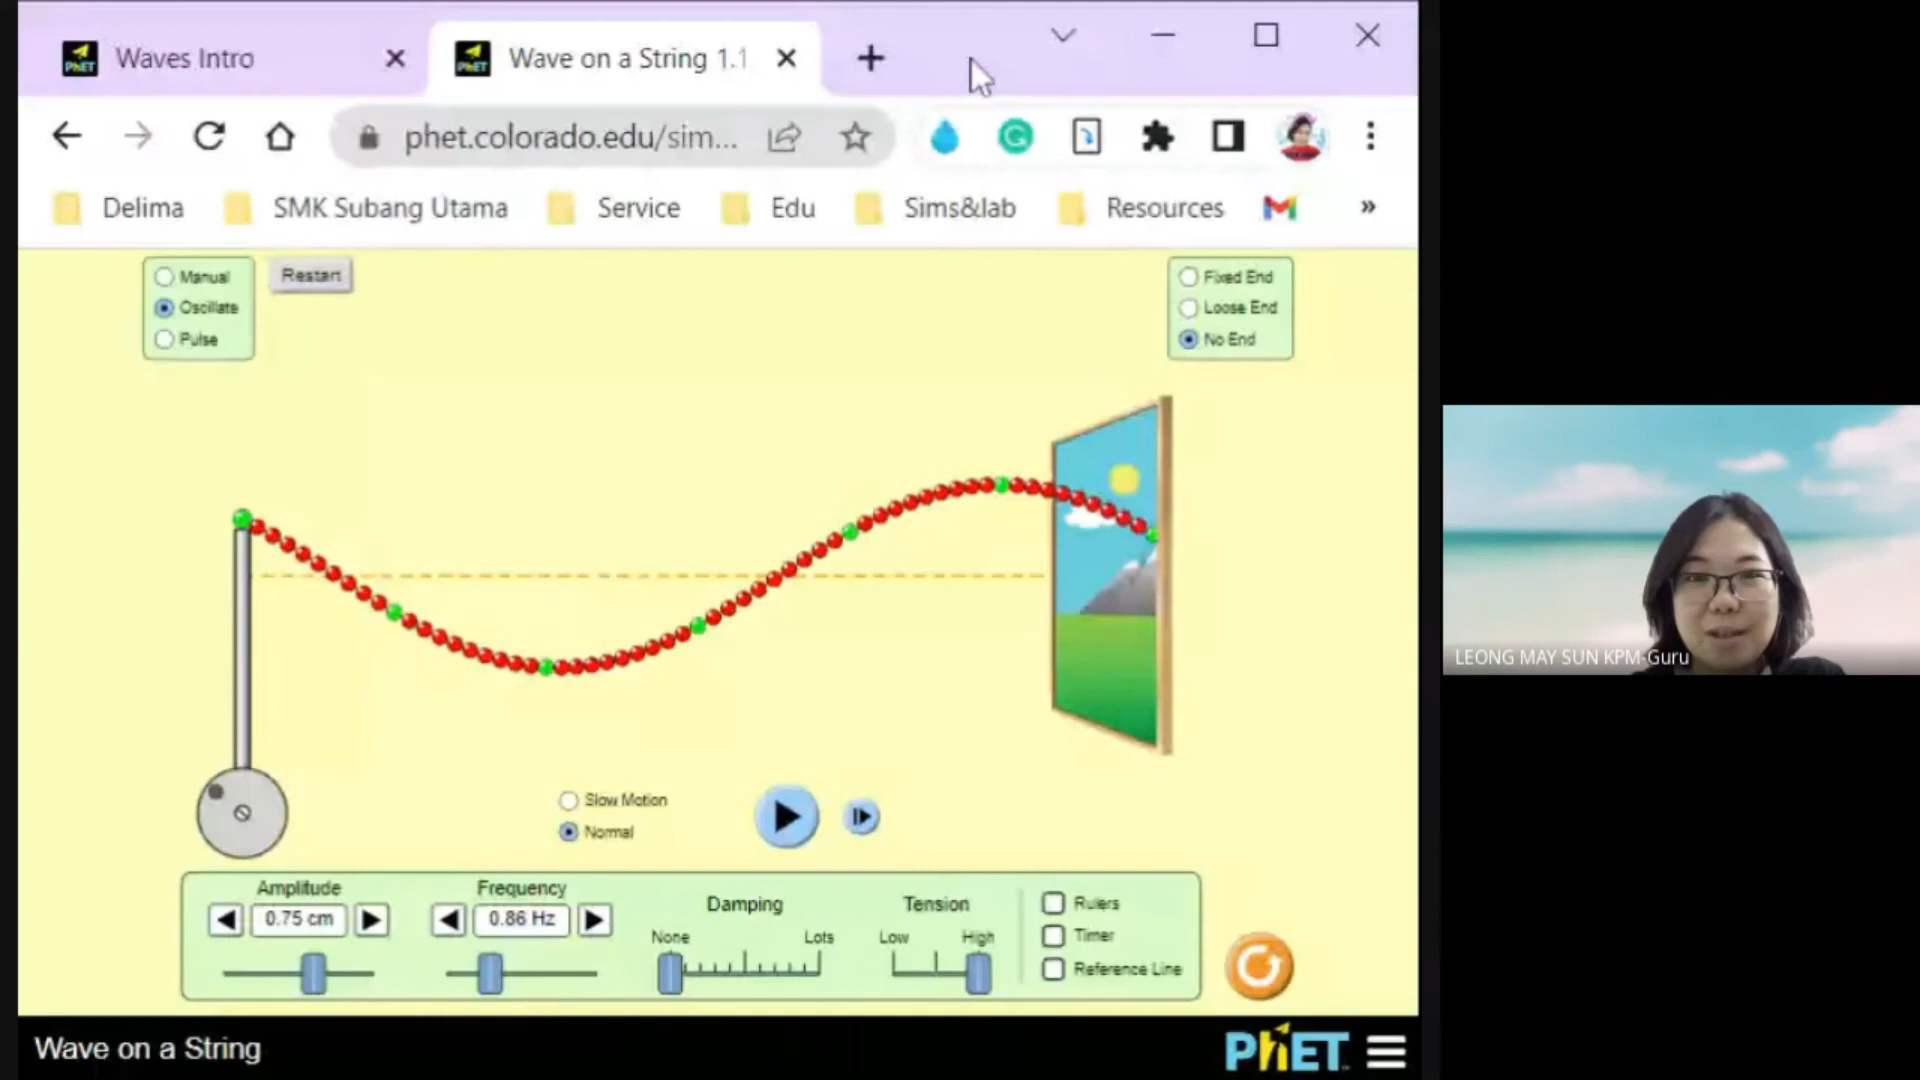 Waves Intro
Wave on a String 1.1
phet.colorado.edu/sim...
Delima
SMK Subang Utama
Service
Edu
Sims&lab
Resources
»
Manual
Oscillate
Pulse
Restart
Fixed End
Loose End
No End
LEONG MAY SUN KPM-Guru
Slow Motion
Normal
Amplitude
0.75 cm
Frequency
0.86 Hz
Damping
None
Lots
Tension
Low
High
Rulers
Timer
Reference Line
Wave on a String
PhET